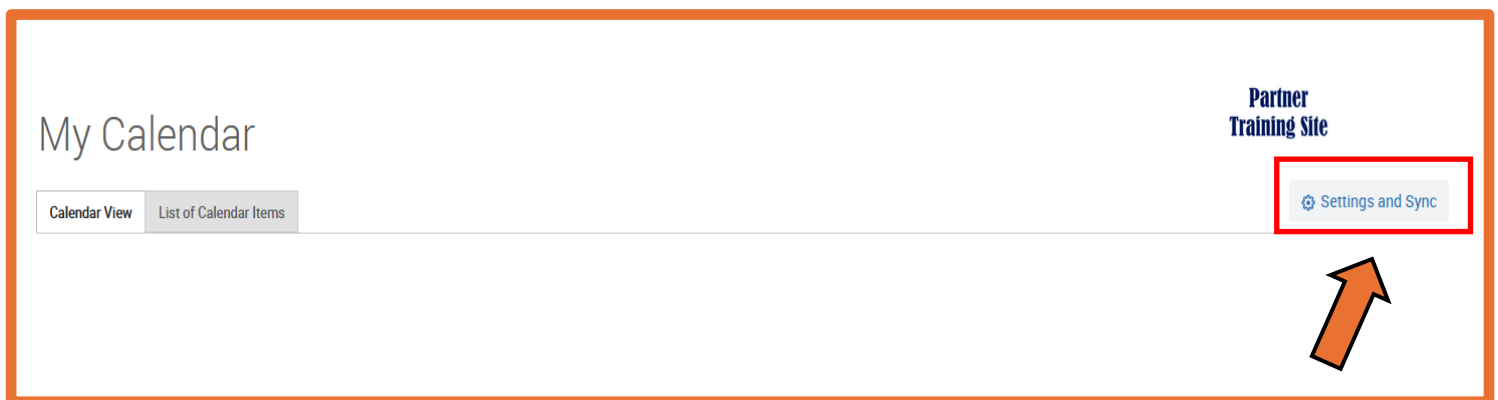 Partner
Training Site
My Calendar
Settings and Sync
Calendar View
List of Calendar Items